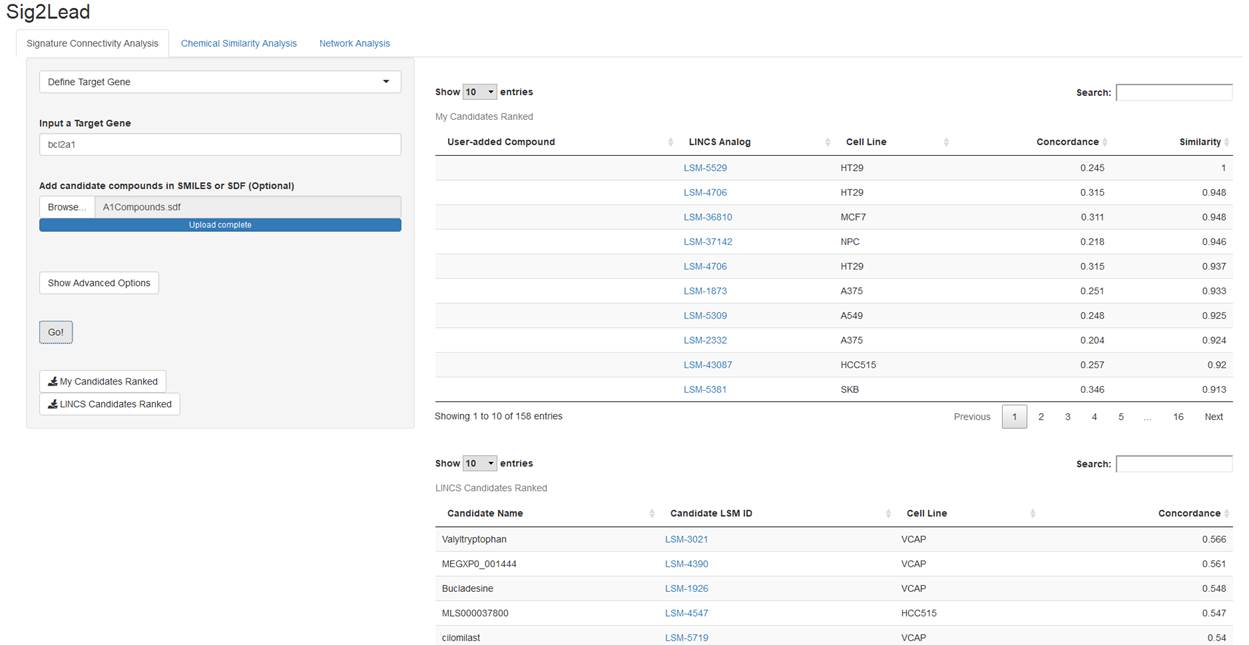 Sig2Lead
Signature Connectivity Analysis Chemical Similarity Analysis Network Analysis
Define Target Gene
Input a Target Gene
bcl2a1
Add candidate compounds in SMILES or SDF (Optional)
Browse... A1Compounds.sdf
Upload complete
Show Advanced Options
Go!
My Candidates Ranked
LINCS Candidates Ranked
Show 10 entries Search:
My Candidates Ranked
User-added Compound LINCS Analog Cell Line Concordance Similarity
LSM-5529 HT29 0.245 1
LSM-4706 HT29 0.315 0.948
LSM-36810 MCF7 0.311 0.948
LSM-37142 NPC 0.218 0.946
LSM-4706 HT29 0.315 0.937
LSM-1873 A375 0.251 0.933
LSM-5309 A549 0.248 0.925
LSM-2332 A375 0.204 0.924
LSM-43087 HCC515 0.257 0.92
LSM-5381 SKB 0.346 0.913
Showing 1 to 10 of 158 entries Previous 1 2 3 4 5 ... 16 Next
Show 10 entries Search:
LINCS Candidates Ranked
Candidate Name Candidate LSM ID Cell Line Concordance
Valyltryptophan LSM-3021 VCAP 0.566
MEGXP0_001444 LSM-4390 VCAP 0.561
Bucladesine LSM-1926 VCAP 0.548
MLS000037800 LSM-4547 HCC515 0.547
cilomilast LSM-5719 VCAP 0.54